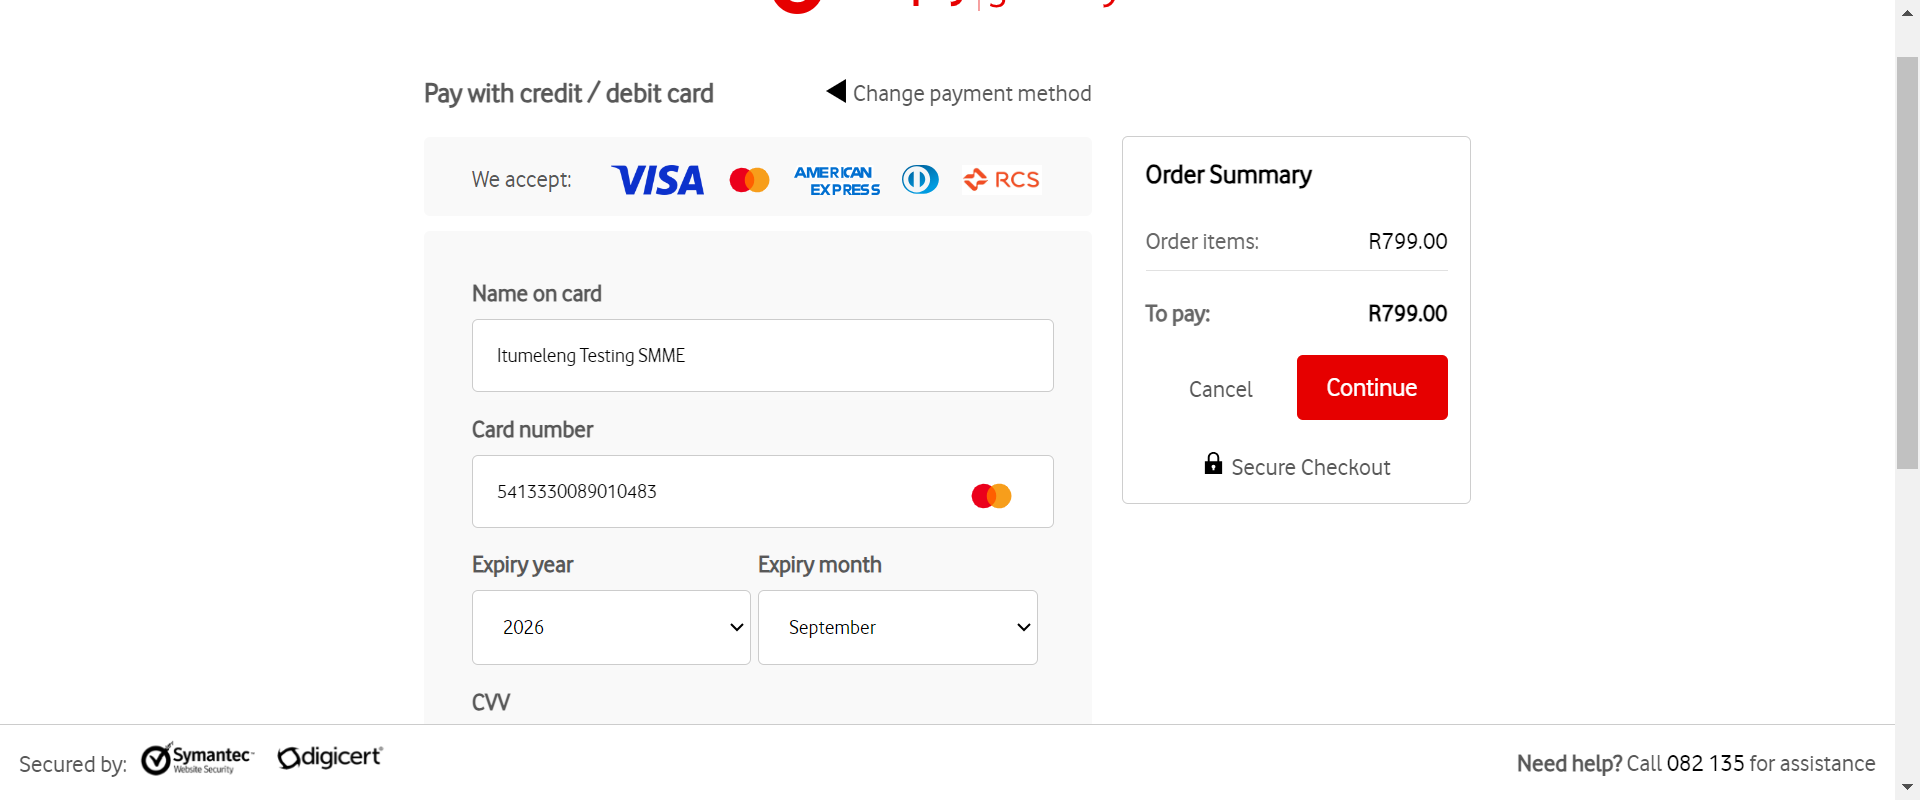 Pay with credit / debit card
Change payment method
We accept:
VISA
AMERICAN
EXPRESS
RCS
Name on card
Itumeleng Testing SMME
Card number
5413330089010483
Expiry year
Expiry month
2026
September
CVV
Order Summary
Order items: R799.00
To pay: R799.00
Cancel
Continue
Secure Checkout
Secured by:
Symantec
Website Security
digicert
Need help? Call 082 135 for assistance